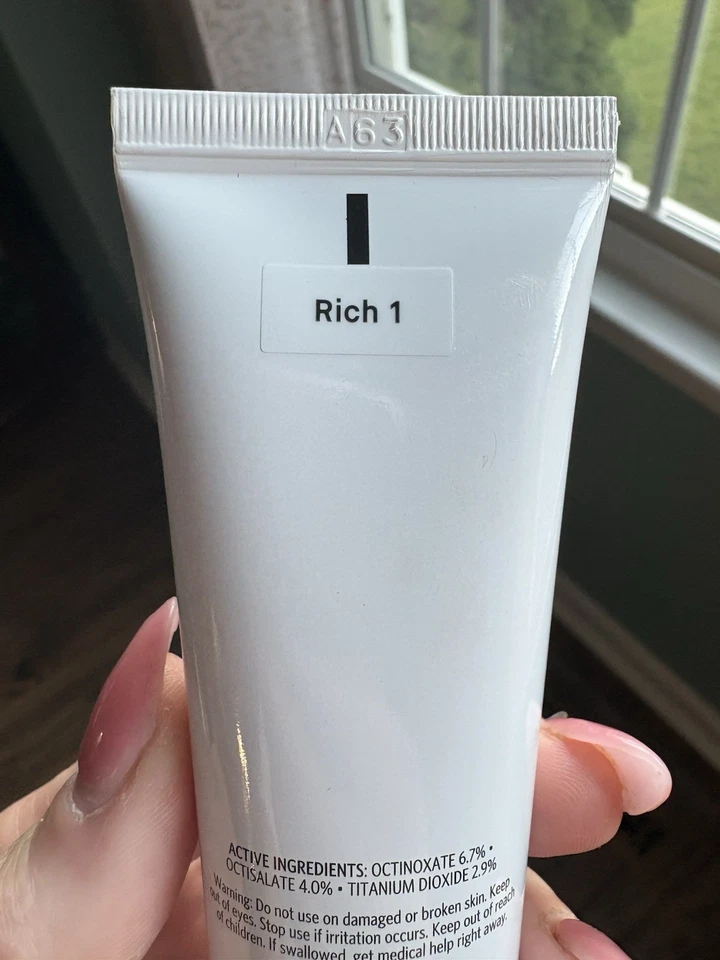 A63
Rich 1
ACTIVE INGREDIENTS: OCTINOXATE 6.7% •
OCTISALATE 4.0% • TITANIUM DIOXIDE 2.9%
Warning: Do not use on damaged or broken skin. Keep
out of eyes. Stop use if irritation occurs. Keep out of reach
of children. If swallowed, get medical help right away.